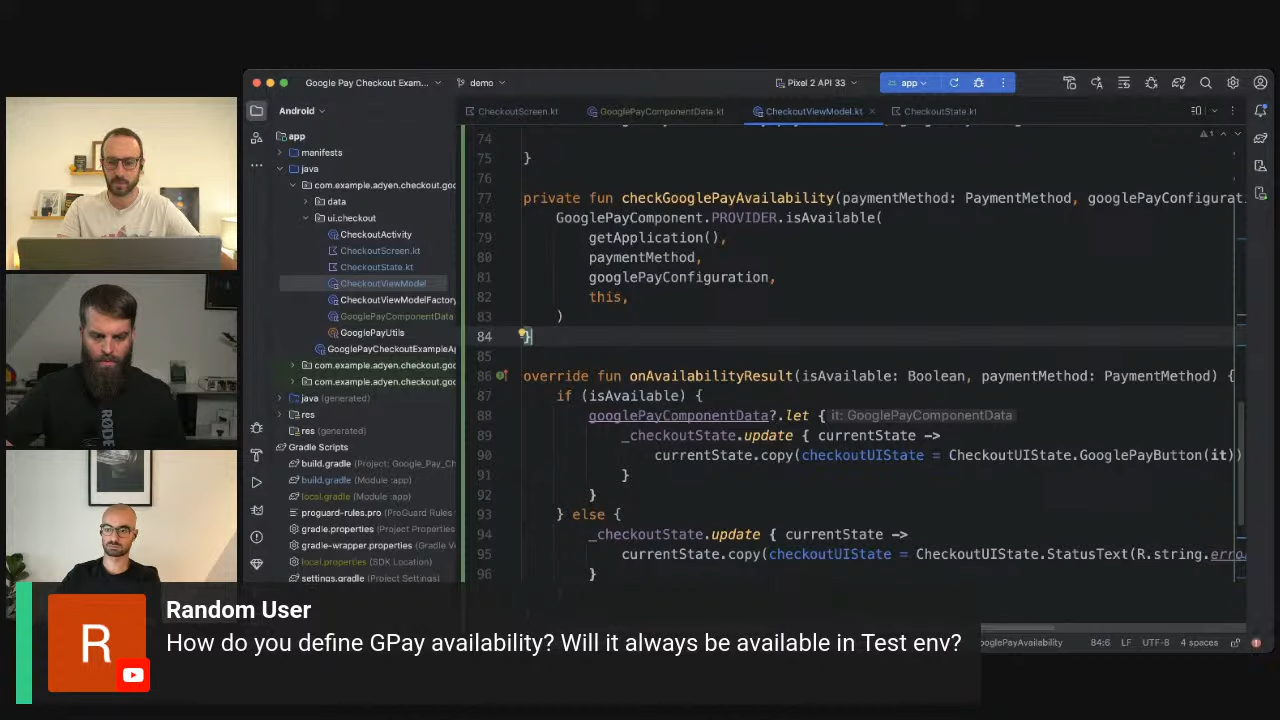 Google Pay Checkout Exam...
demo
Pixel 2 API 33
app
Android
CheckoutScreen.kt
GooglePayComponentData.kt
CheckoutViewModel.kt
CheckoutState.kt
app
manifests
java
com.example.adyen.checkout.goo
data
ui.checkout
CheckoutActivity
CheckoutScreen.kt
CheckoutState.kt
CheckoutViewModel
CheckoutViewModelFactory
GooglePayComponentData
GooglePayUtils
GooglePayCheckoutExampleAp
com.example.adyen.checkout.goo
com.example.adyen.checkout.goo
java (generated)
res
res (generated)
Gradle Scripts
build.gradle (Project: Google_Pay_Ch
build.gradle (Module :app)
local.gradle (Module :app)
proguard-rules.pro (ProGuard Rules
gradle.properties (Project Properties
gradle-wrapper.properties (Gradle V
local.properties (SDK Location)
settings.gradle (Project Settings)
74
75 }
76
77 private fun checkGooglePayAvailability(paymentMethod: PaymentMethod, googlePayConfigurat
78 GooglePayComponent.PROVIDER.isAvailable(
79 getApplication(),
80 paymentMethod,
81 googlePayConfiguration,
82 this,
83 )
84 }
85
86 override fun onAvailabilityResult(isAvailable: Boolean, paymentMethod: PaymentMethod) {
87 if (isAvailable) {
88 googlePayComponentData?.let { it: GooglePayComponentData
89 _checkoutState.update { currentState ->
90 currentState.copy(checkoutUIState = CheckoutUIState.GooglePayButton(it))
91 }
92 }
93 } else {
94 _checkoutState.update { currentState ->
95 currentState.copy(checkoutUIState = CheckoutUIState.StatusText(R.string.erro
96 }
1
RØDE
ooglePayAvailability
84:6 LF UTF-8 4 spaces
R
Random User
How do you define GPay availability? Will it always be available in Test env?